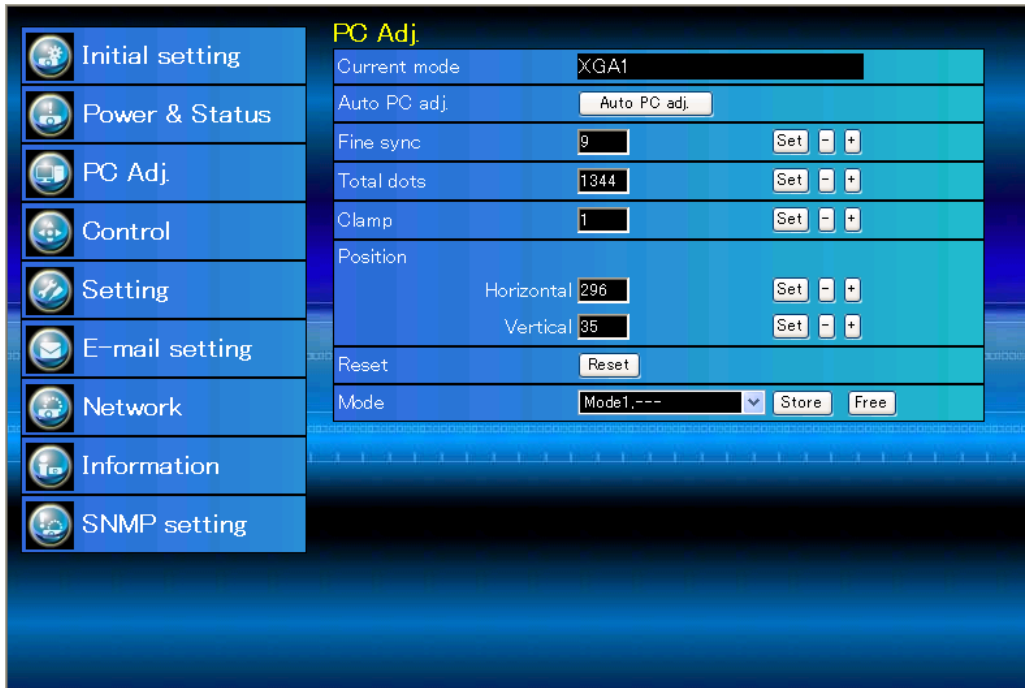 Initial setting
Power & Status
PC Adj.
Control
Setting
E-mail setting
Network
Information
SNMP setting
PC Adj.
Current mode XGA1
Auto PC adj. Auto PC adj.
Fine sync 9 Set - +
Total dots 1344 Set - +
Clamp 1 Set - +
Position
Horizontal 296 Set - +
Vertical 35 Set - +
Reset Reset
Mode Mode1,--- Store Free